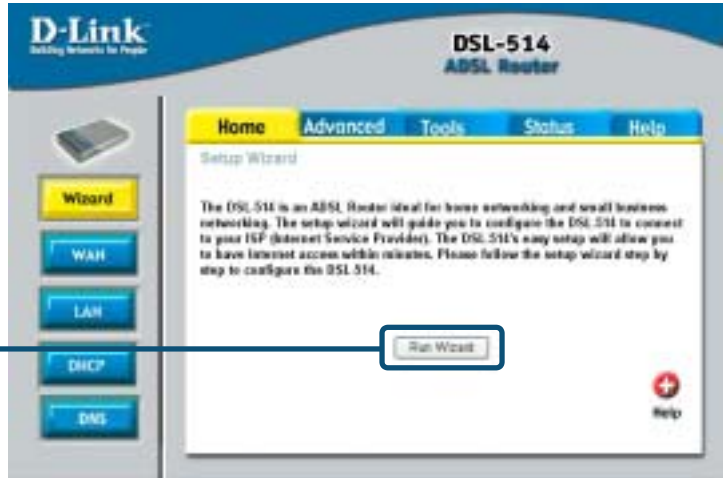 D-Link
Building Networks for People
DSL-514
ADSL Router
Home Advanced Tools Status Help
Setup Wizard
Wizard
WAN
LAN
DHCP
DNS
The DSL-514 is an ADSL Router ideal for home networking and small business
networking. The setup wizard will guide you to configure the DSL-514 to connect
to your ISP (Internet Service Provider). The DSL-514's easy setup will allow you
to have Internet access within minutes. Please follow the setup wizard step by
step to configure the DSL-514.
Run Wizard
Help